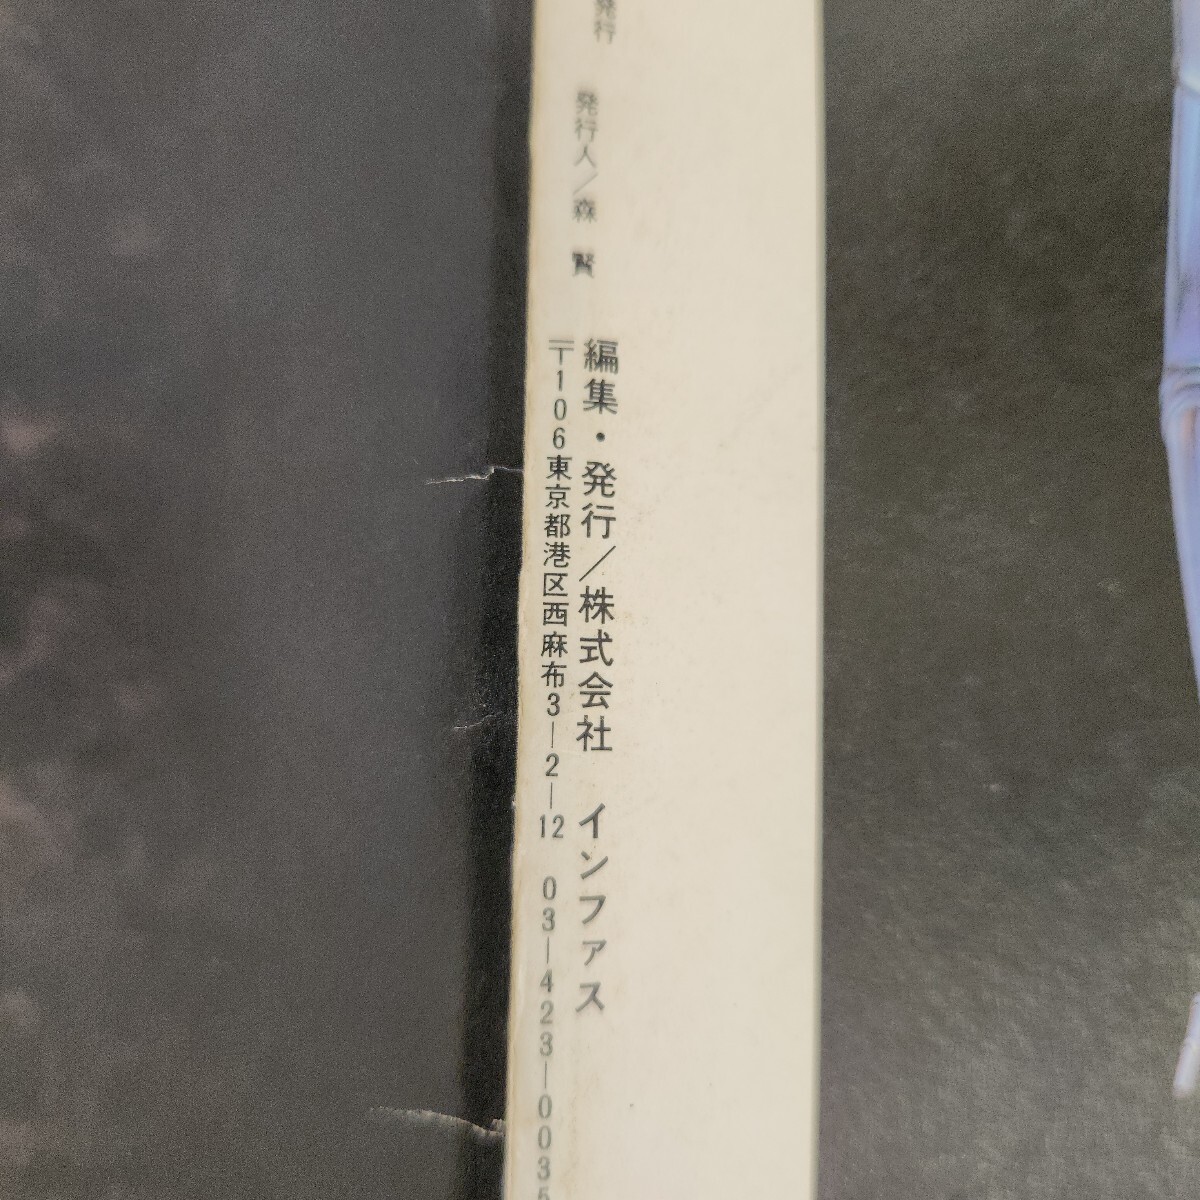 発行
発行人／森 賢
編集・発行／株式会社 インファス
〒106東京都港区西麻布3-2-12 03-423-0035